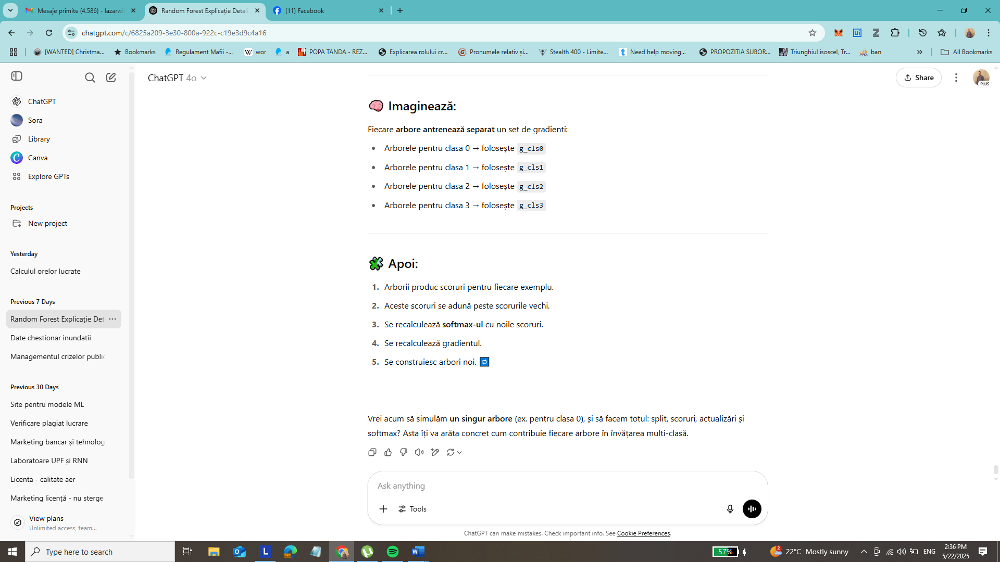 Mesaje primite (4.586) - lazarwi
Random Forest Explicație Detali
(11) Facebook
chatgpt.com/c/6825a209-3e30-800a-922c-c19e3d9c4a16
[WANTED] Christma...
Bookmarks
Regulament Mafii -...
wor
a
POPA TANDA - REZ...
Explicarea rolului cr...
Pronumele relativ și...
Stealth 400 - Limite...
Need help moving...
PROPOZITIA SUBOR...
Triunghiul isoscel, Tr...
ban
All Bookmarks
ChatGPT 4o
Share
PLUS
ChatGPT
Sora
Library
Canva
Explore GPTs
Projects
New project
Yesterday
Calculul orelor lucrate
Previous 7 Days
Random Forest Explicație Det
Date chestionar inundatii
Managementul crizelor public
Previous 30 Days
Site pentru modele ML
Verificare plagiat lucrare
Marketing bancar și tehnolog
Laboratoare UPF și RNN
Licenta - calitate aer
Marketing licență - nu sterge
View plans
Unlimited access, team...
🧠 Imaginează:
Fiecare arbore antrenează separat un set de gradienti:
• Arborele pentru clasa 0 → folosește g_cls0
• Arborele pentru clasa 1 → folosește g_cls1
• Arborele pentru clasa 2 → folosește g_cls2
• Arborele pentru clasa 3 → folosește g_cls3
🧩 Apoi:
1. Arborii produc scoruri pentru fiecare exemplu.
2. Aceste scoruri se adună peste scorurile vechi.
3. Se recalculează softmax-ul cu noile scoruri.
4. Se recalculează gradientul.
5. Se construiesc arbori noi. 🔁
Vrei acum să simulăm un singur arbore (ex. pentru clasa 0), și să facem totul: split, scoruri, actualizări și
softmax? Asta îți va arăta concret cum contribuie fiecare arbore în învățarea multi-clasă.
Ask anything
Tools
ChatGPT can make mistakes. Check important info. See Cookie Preferences.
Type here to search
57%
2
22°C Mostly sunny
ENG
2:36 PM
5/22/2025